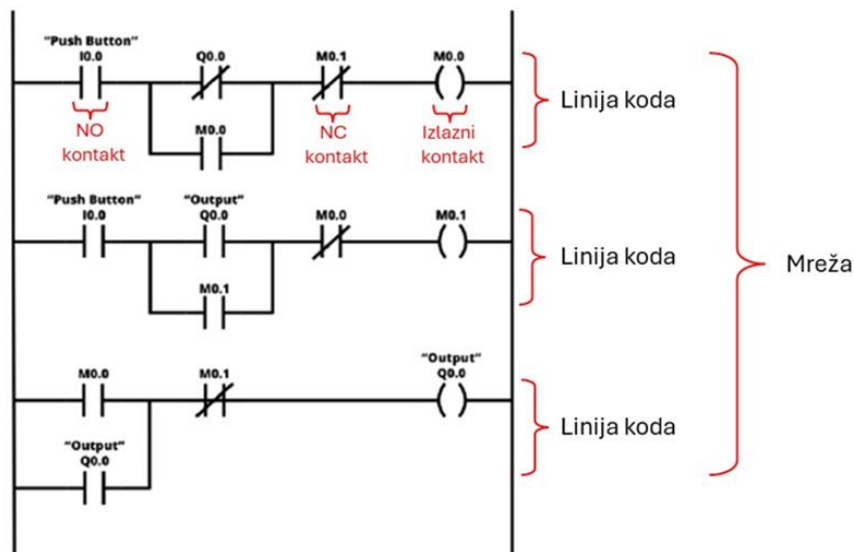 "Push Button"
I0.0
Q0.0
M0.1
M0.0
Linija koda
NO
kontakt
M0.0
NC
kontakt
Izlazni
kontakt
"Push Button"
I0.0
"Output"
Q0.0
M0.0
M0.1
Linija koda
Mreža
M0.1
M0.0
M0.1
"Output"
Q0.0
Linija koda
"Output"
Q0.0